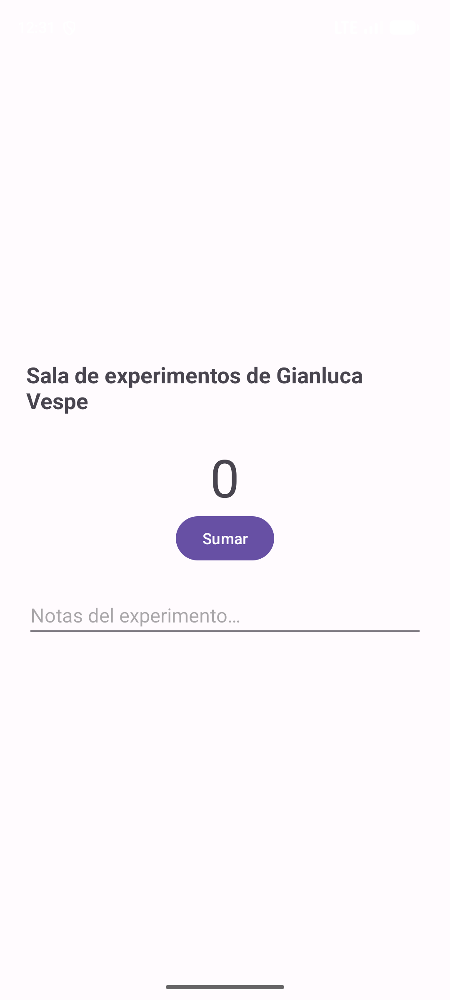 Sala de experimentos de Gianluca
Vespe
0
Sumar
Notas del experimento…